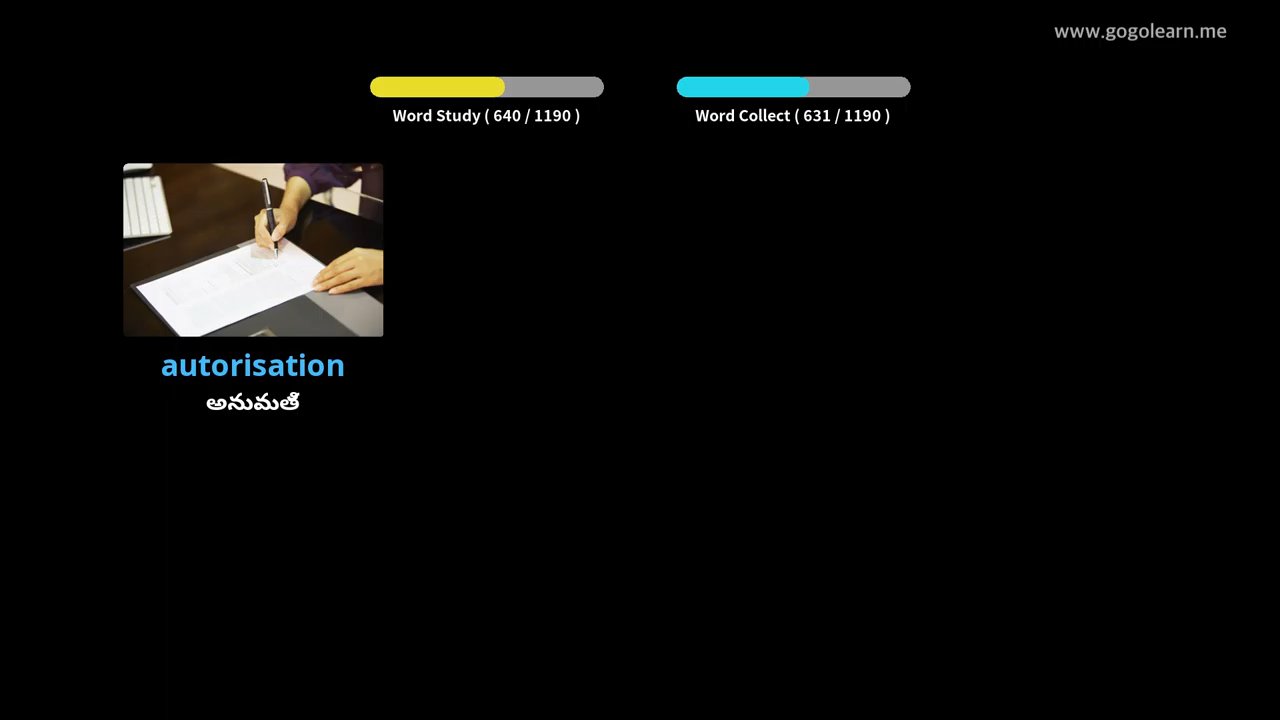 www.gogolearn.me
Word Study ( 640 / 1190 )
Word Collect ( 631 / 1190 )
autorisation
అనుమతి